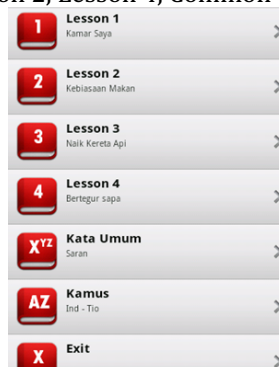 1
Lesson 1
Kamar Saya
2
Lesson 2
Kebiasaan Makan
3
Lesson 3
Naik Kereta Api
4
Lesson 4
Bertegur sapa
XYZ
Kata Umum
Saran
AZ
Kamus
Ind - Tio
X
Exit